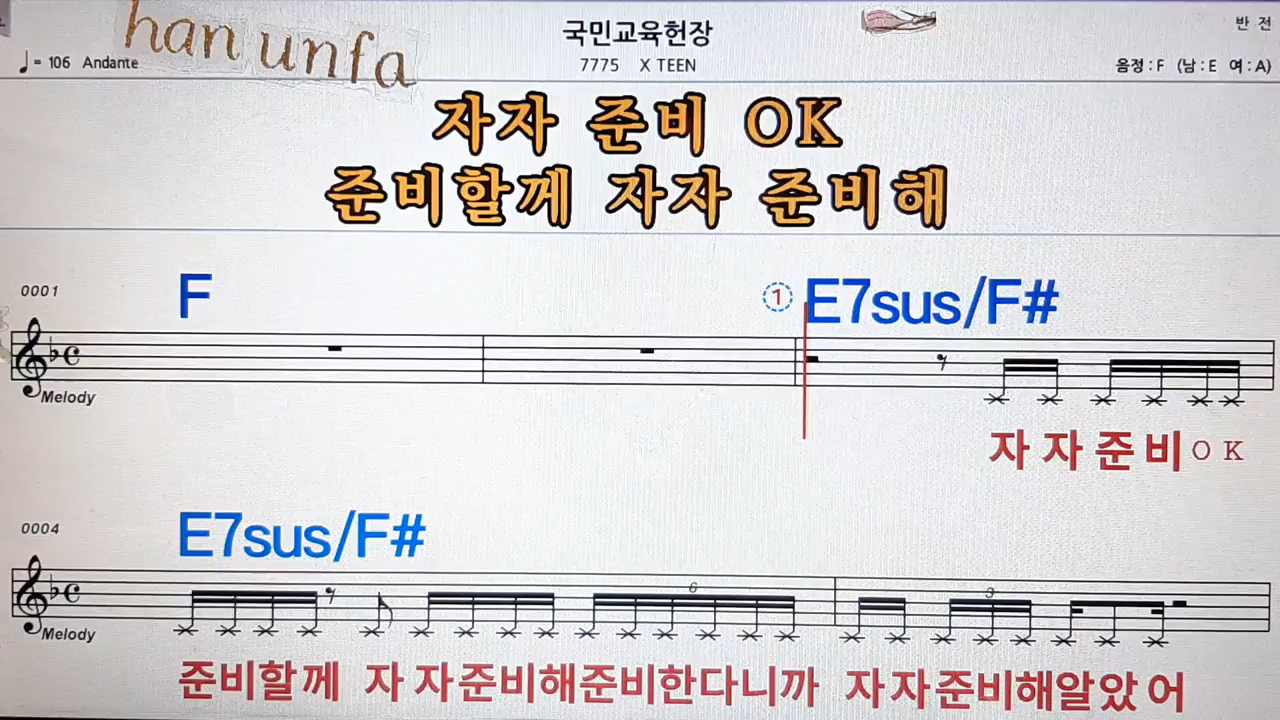 han unfa
국민교육헌장
반 전
♩= 106 Andante
7775 X TEEN
음정 : F (남 : E 여 : A)
자자 준비 OK
준비할께 자자 준비해
0001
F
① E7sus/F#
Melody
자 자 준 비 O K
0004
E7sus/F#
6
3
Melody
준비할께 자 자준비해준비한다니까 자자준비해알았어